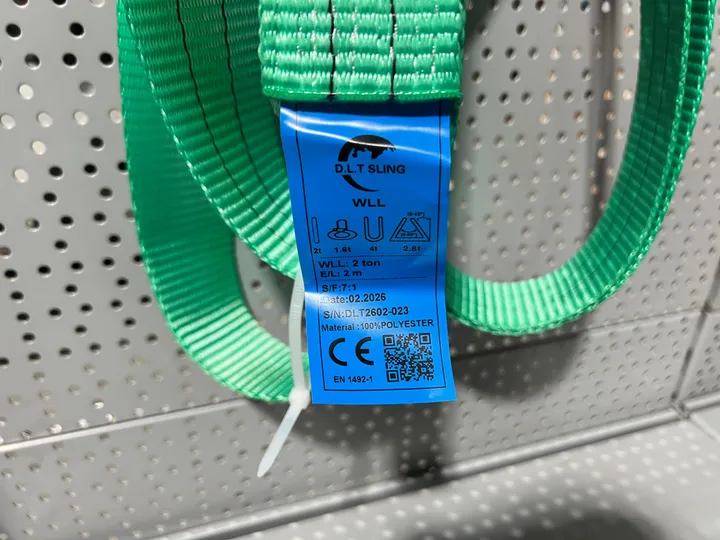 D.L.T SLING
WLL
(0-45°)
2t 1.6t 4t 2.8t
WLL: 2 ton
E/L: 2 m
S/F:7:1
Date:02.2026
S/N:DLT2602-023
Material :100%POLYESTER
CE
EN 1492-1